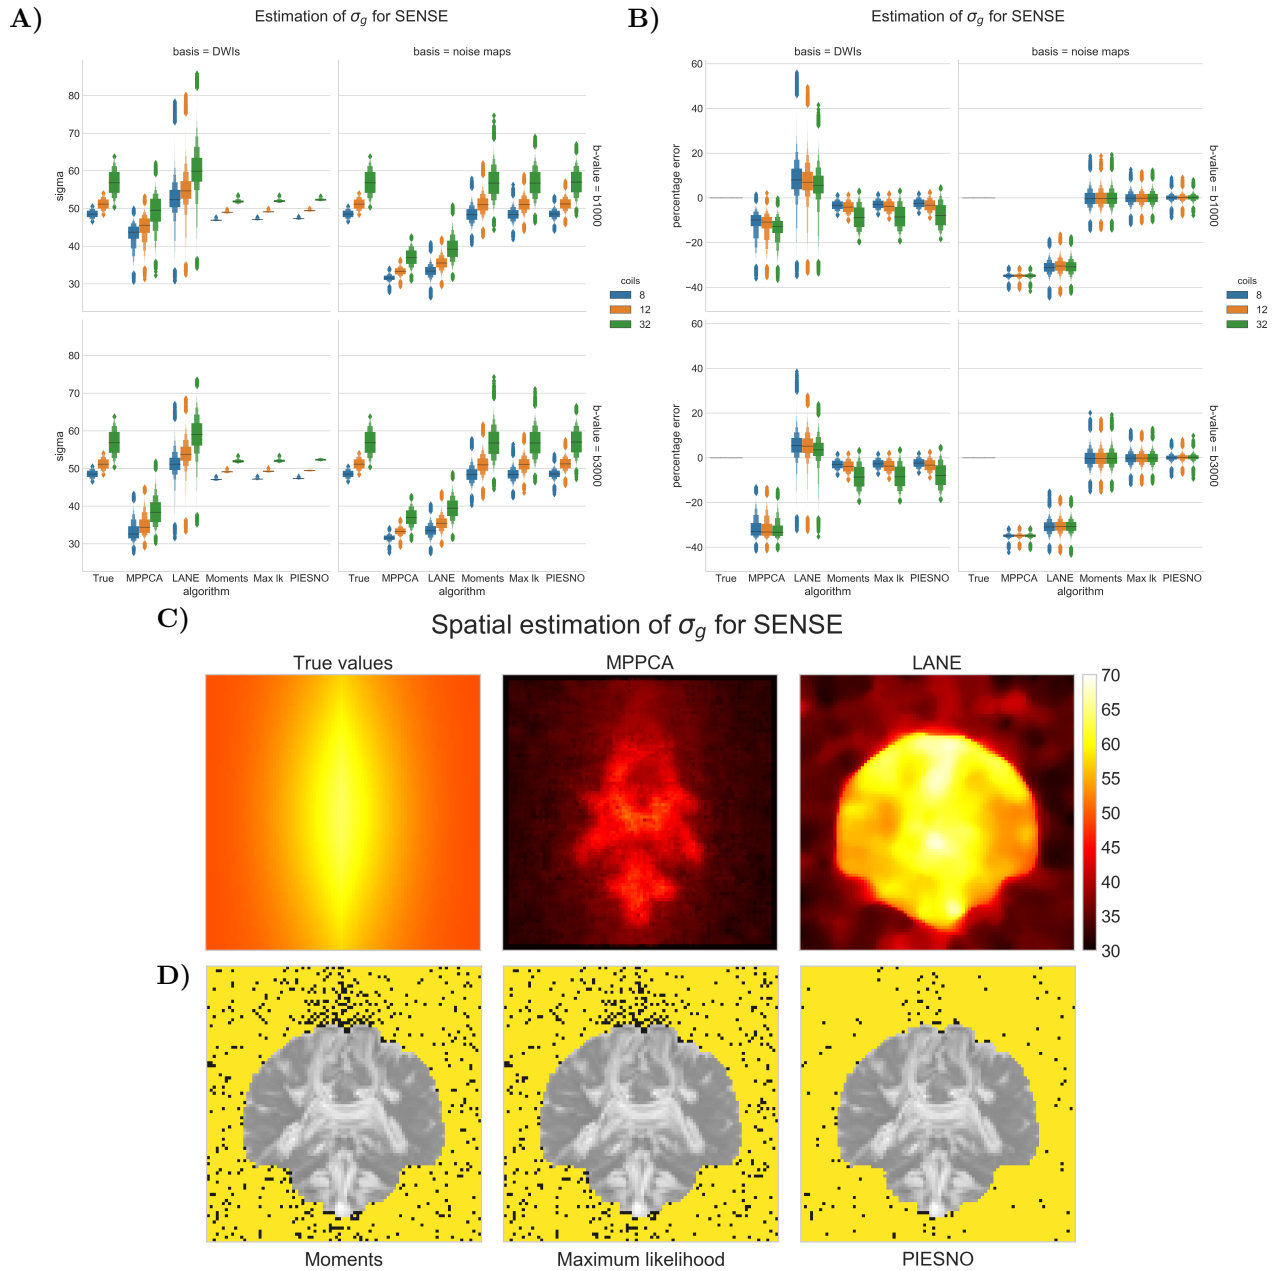 A)
Estimation of σg for SENSE
basis = DWIs
basis = noise maps
sigma
80
70
60
50
40
30
b-value = b1000
sigma
80
70
60
50
40
30
b-value = b3000
True MPPCA LANE Moments Max lk PIESNO
algorithm
True MPPCA LANE Moments Max lk PIESNO
algorithm
coils
8
12
32
B)
Estimation of σg for SENSE
basis = DWIs
basis = noise maps
percentage error
60
40
20
0
−20
−40
b-value = b1000
percentage error
60
40
20
0
−20
−40
b-value = b3000
True MPPCA LANE Moments Max lk PIESNO
algorithm
True MPPCA LANE Moments Max lk PIESNO
algorithm
coils
8
12
32
C)
Spatial estimation of σg for SENSE
True values
MPPCA
LANE
70
65
60
55
50
45
40
35
30
D)
Moments
Maximum likelihood
PIESNO